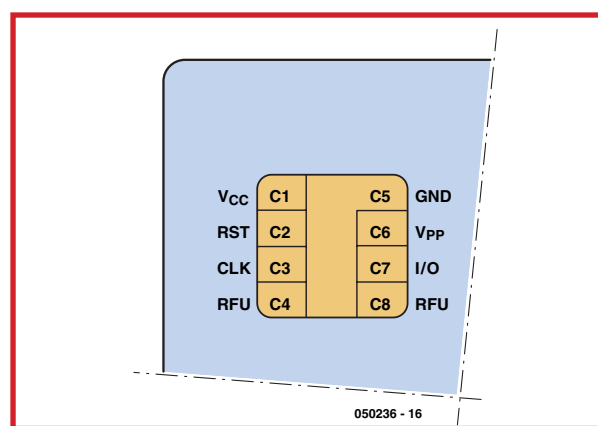 VCC C1 C5 GND
RST C2 C6 VPP
CLK C3 C7 I/O
RFU C4 C8 RFU
050236 - 16